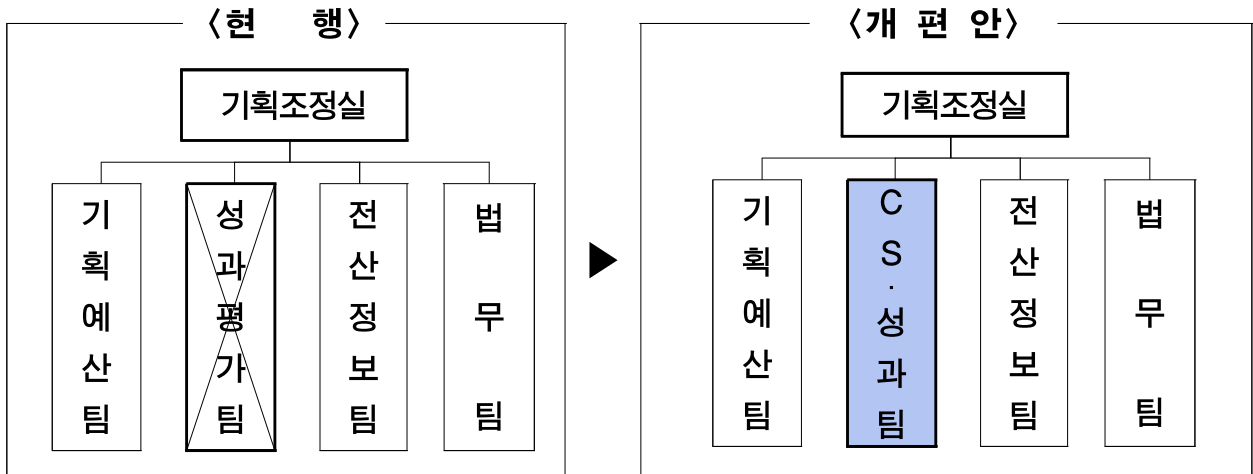 〈현 행〉
기획조정실
기획예산팀
성과평가팀
전산정보팀
법무팀
▶
〈개 편 안〉
기획조정실
기획예산팀
CS·성과팀
전산정보팀
법무팀